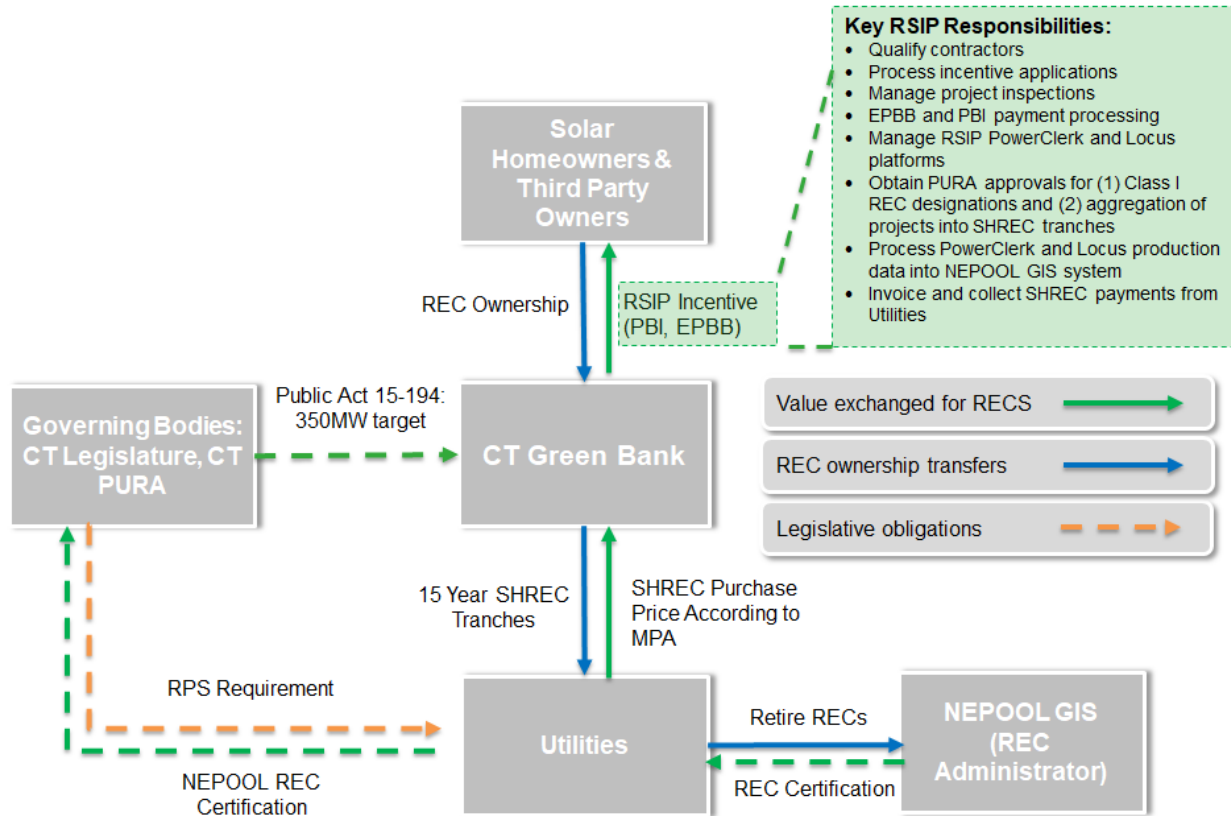 Key RSIP Responsibilities:
• Qualify contractors
• Process incentive applications
• Manage project inspections
• EPBB and PBI payment processing
• Manage RSIP PowerClerk and Locus
platforms
• Obtain PURA approvals for (1) Class I
REC designations and (2) aggregation of
projects into SHREC tranches
• Process PowerClerk and Locus production
data into NEPOOL GIS system
• Invoice and collect SHREC payments from
Utilities
Solar
Homeowners &
Third Party
Owners
REC Ownership
RSIP Incentive
(PBI, EPBB)
Public Act 15-194:
350MW target
Governing Bodies:
CT Legislature, CT
PURA
CT Green Bank
Value exchanged for RECS
REC ownership transfers
Legislative obligations
15 Year SHREC
Tranches
SHREC Purchase
Price According to
MPA
RPS Requirement
NEPOOL REC
Certification
Utilities
Retire RECs
REC Certification
NEPOOL GIS
(REC
Administrator)